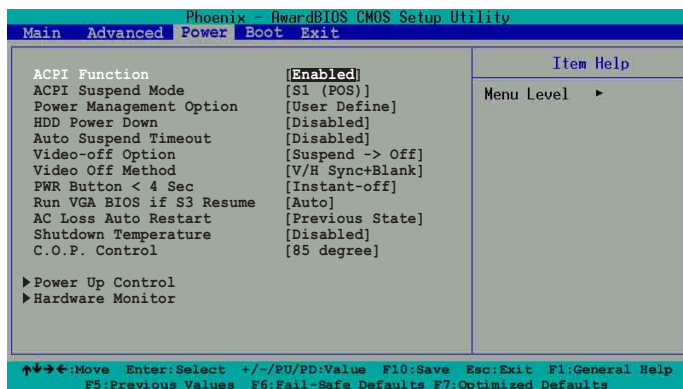 Phoenix - AwardBIOS CMOS Setup Utility
Main Advanced Power Boot Exit
ACPI Function [Enabled]
ACPI Suspend Mode [S1 (POS)]
Power Management Option [User Define]
HDD Power Down [Disabled]
Auto Suspend Timeout [Disabled]
Video-off Option [Suspend -> Off]
Video Off Method [V/H Sync+Blank]
PWR Button < 4 Sec [Instant-off]
Run VGA BIOS if S3 Resume [Auto]
AC Loss Auto Restart [Previous State]
Shutdown Temperature [Disabled]
C.O.P. Control [85 degree]
▶Power Up Control
▶Hardware Monitor
Item Help
Menu Level ▶
↑↓→←:Move Enter:Select +/-/PU/PD:Value F10:Save Esc:Exit F1:General Help
F5:Previous Values F6:Fail-Safe Defaults F7:Optimized Defaults